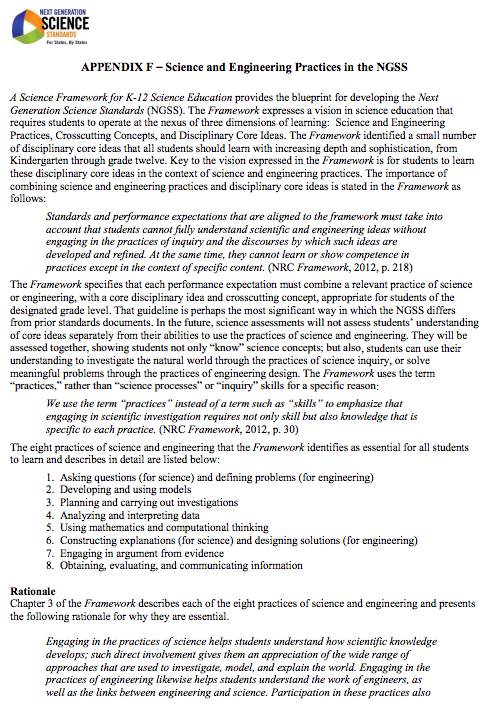 NEXT GENERATION
SCIENCE
STANDARDS
For States, By States
APPENDIX F – Science and Engineering Practices in the NGSS
A Science Framework for K-12 Science Education provides the blueprint for developing the Next
Generation Science Standards (NGSS). The Framework expresses a vision in science education that
requires students to operate at the nexus of three dimensions of learning: Science and Engineering
Practices, Crosscutting Concepts, and Disciplinary Core Ideas. The Framework identified a small number
of disciplinary core ideas that all students should learn with increasing depth and sophistication, from
Kindergarten through grade twelve. Key to the vision expressed in the Framework is for students to learn
these disciplinary core ideas in the context of science and engineering practices. The importance of
combining science and engineering practices and disciplinary core ideas is stated in the Framework as
follows:
Standards and performance expectations that are aligned to the framework must take into
account that students cannot fully understand scientific and engineering ideas without
engaging in the practices of inquiry and the discourses by which such ideas are
developed and refined. At the same time, they cannot learn or show competence in
practices except in the context of specific content. (NRC Framework, 2012, p. 218)
The Framework specifies that each performance expectation must combine a relevant practice of science
or engineering, with a core disciplinary idea and crosscutting concept, appropriate for students of the
designated grade level. That guideline is perhaps the most significant way in which the NGSS differs
from prior standards documents. In the future, science assessments will not assess students' understanding
of core ideas separately from their abilities to use the practices of science and engineering. They will be
assessed together, showing students not only “know” science concepts; but also, students can use their
understanding to investigate the natural world through the practices of science inquiry, or solve
meaningful problems through the practices of engineering design. The Framework uses the term
“practices,” rather than “science processes” or “inquiry” skills for a specific reason:
We use the term “practices” instead of a term such as “skills” to emphasize that
engaging in scientific investigation requires not only skill but also knowledge that is
specific to each practice. (NRC Framework, 2012, p. 30)
The eight practices of science and engineering that the Framework identifies as essential for all students
to learn and describes in detail are listed below:
1. Asking questions (for science) and defining problems (for engineering)
2. Developing and using models
3. Planning and carrying out investigations
4. Analyzing and interpreting data
5. Using mathematics and computational thinking
6. Constructing explanations (for science) and designing solutions (for engineering)
7. Engaging in argument from evidence
8. Obtaining, evaluating, and communicating information
Rationale
Chapter 3 of the Framework describes each of the eight practices of science and engineering and presents
the following rationale for why they are essential.
Engaging in the practices of science helps students understand how scientific knowledge
develops; such direct involvement gives them an appreciation of the wide range of
approaches that are used to investigate, model, and explain the world. Engaging in the
practices of engineering likewise helps students understand the work of engineers, as
well as the links between engineering and science. Participation in these practices also